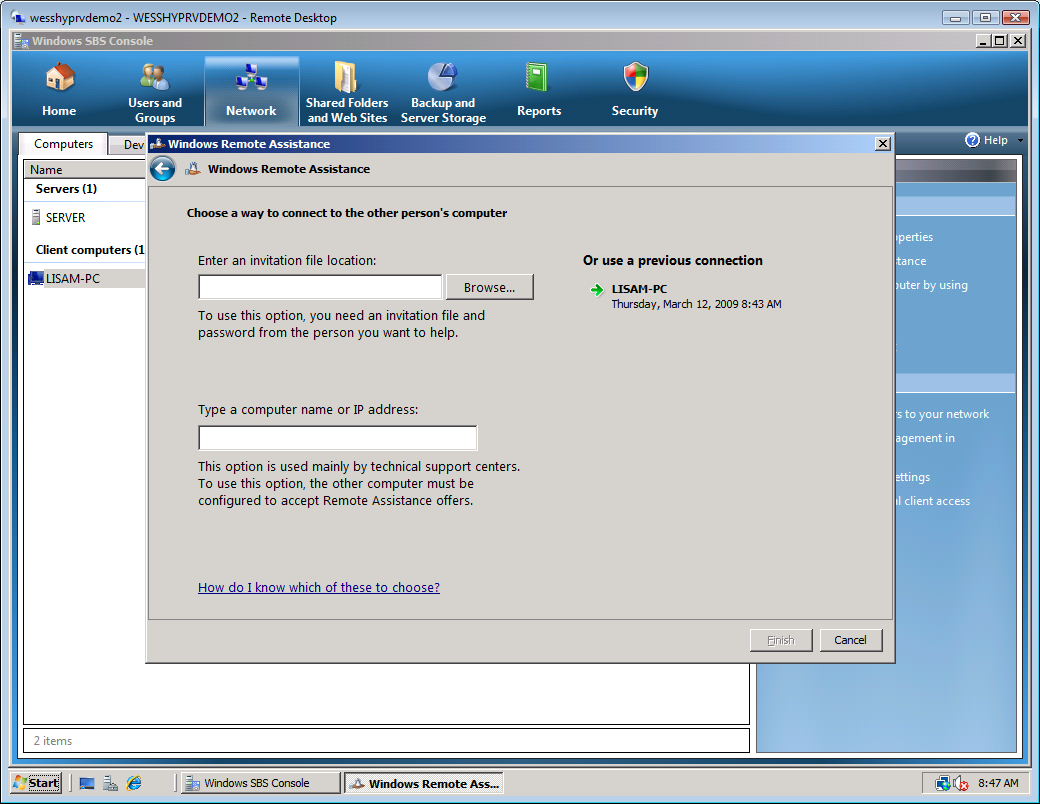 wesshyprvdemo2 - WESSHYPRVDEMO2 - Remote Desktop
Windows SBS Console
Home
Users and
Groups
Network
Shared Folders
and Web Sites
Backup and
Server Storage
Reports
Security
Computers
Dev
Help
Name
Servers (1)
SERVER
Client computers (1
LISAM-PC
Windows Remote Assistance
Windows Remote Assistance
Choose a way to connect to the other person's computer
Enter an invitation file location:
Browse...
To use this option, you need an invitation file and
password from the person you want to help.
Or use a previous connection
LISAM-PC
Thursday, March 12, 2009 8:43 AM
Type a computer name or IP address:
This option is used mainly by technical support centers.
To use this option, the other computer must be
configured to accept Remote Assistance offers.
How do I know which of these to choose?
Finish
Cancel
operties
stance
puter by using
rs to your network
agement in
ettings
l client access
2 items
Start
Windows SBS Console
Windows Remote Ass...
8:47 AM